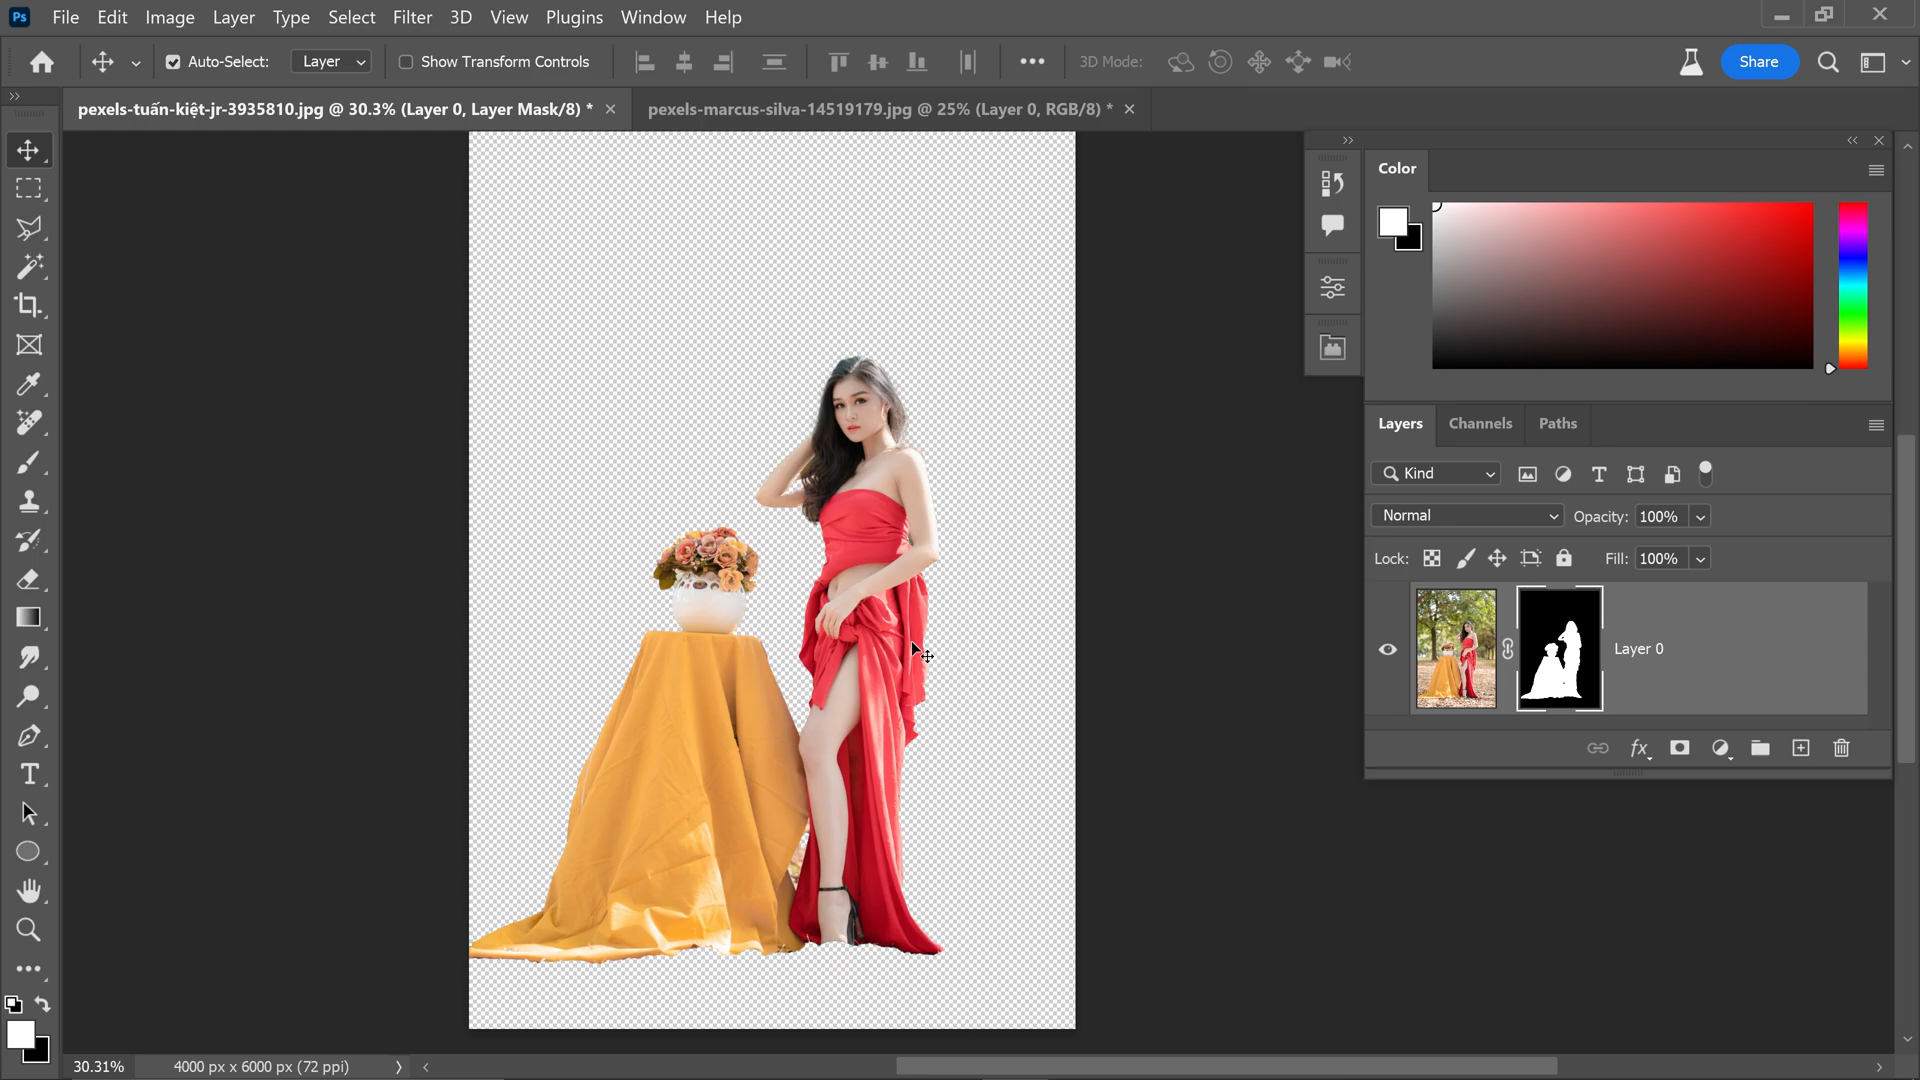 Ps File Edit Image Layer Type Select Filter 3D View Plugins Window Help
Auto-Select: Layer Show Transform Controls 3D Mode: Share
pexels-tuấn-kiệt-jr-3935810.jpg @ 30.3% (Layer 0, Layer Mask/8) * pexels-marcus-silva-14519179.jpg @ 25% (Layer 0, RGB/8) *
Color
Layers Channels Paths
Kind
Normal Opacity: 100%
Lock: Fill: 100%
Layer 0
30.31% 4000 px x 6000 px (72 ppi)